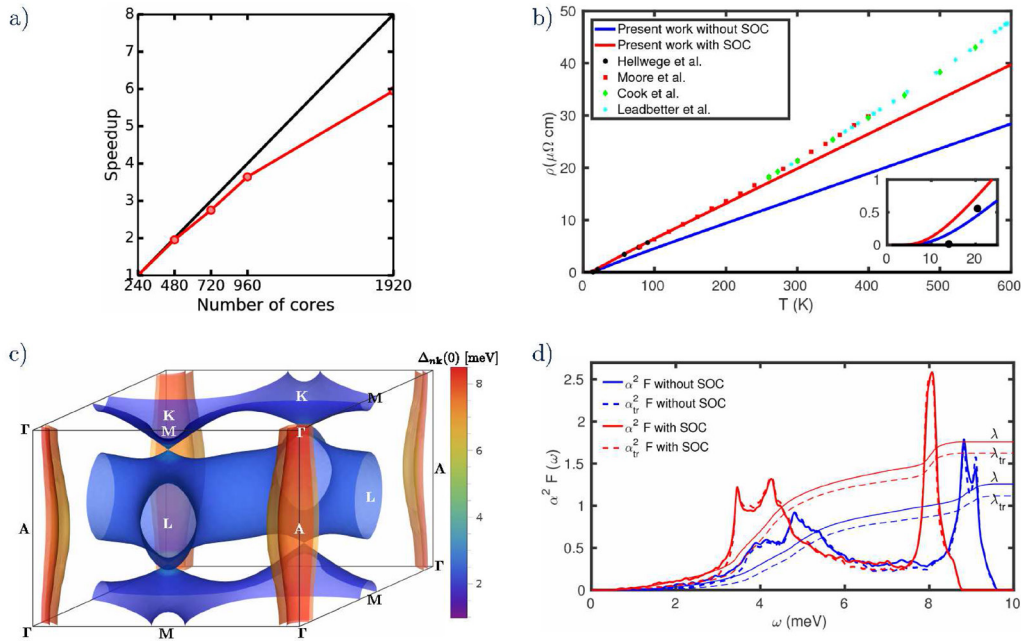 a)
Speedup
8
7
6
5
4
3
2
1
240 480 720 960 1920
Number of cores
b)
ρ(μΩ cm)
50
40
30
20
10
0
Present work without SOC
Present work with SOC
Hellwege et al.
Moore et al.
Cook et al.
Leadbetter et al.
1
0.5
0
0 10 20
0 100 200 300 400 500 600
T (K)
c)
Δnk(0) [meV]
8
6
4
2
K
K
M
Γ
K
M
Γ
Γ
L
L
A
A
A
Γ
M
M
Γ
Γ
d)
α² F (ω)
2.5
2
1.5
1
0.5
0
α² F without SOC
α²tr F without SOC
α² F with SOC
α²tr F with SOC
λ
λtr
λ
λtr
0 2 4 6 8 10
ω (meV)